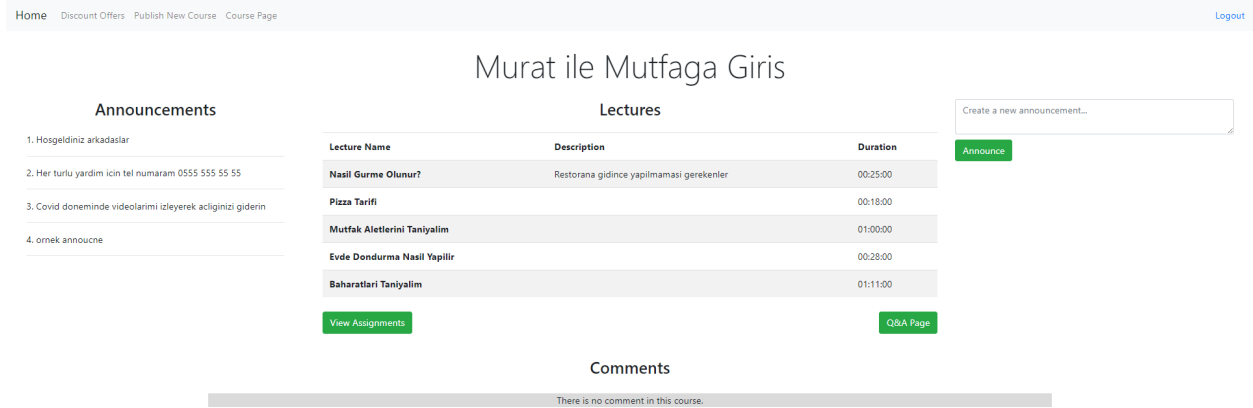 Home Discount Offers Publish New Course Course Page Logout
Murat ile Mutfaga Giris
Announcements
1. Hosgeldiniz arkadaslar
2. Her turlu yardim icin tel numaram 0555 555 55 55
3. Covid doneminde videolarimi izleyerek acliginizi giderin
4. ornek annoucne
Lectures
Lecture Name Description Duration
Nasil Gurme Olunur? Restorana gidince yapilmamasi gerekenler 00:25:00
Pizza Tarifi 00:18:00
Mutfak Aletlerini Taniyalim 01:00:00
Evde Dondurma Nasil Yapilir 00:28:00
Baharatlari Taniyalim 01:11:00
View Assignments Q&A Page
Create a new announcement...
Announce
Comments
There is no comment in this course.